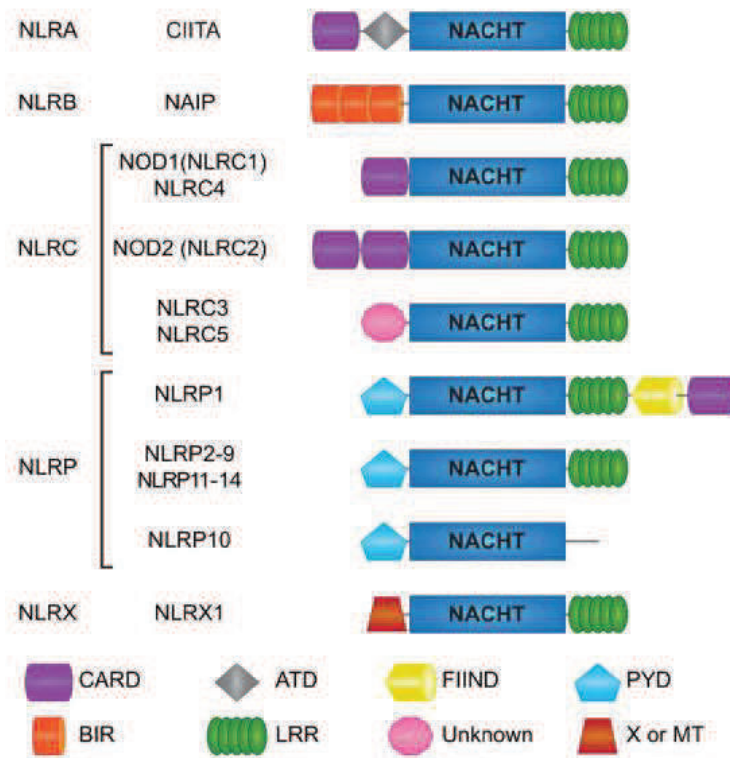 NLRA CIITA NACHT
NLRB NAIP NACHT
NOD1(NLRC1)
NLRC4
NACHT
NLRC NOD2 (NLRC2) NACHT
NLRC3
NLRC5
NACHT
NLRP1 NACHT
NLRP
NLRP2-9
NLRP11-14
NACHT
NLRP10 NACHT
NLRX NLRX1 NACHT
CARD ATD FIIND PYD
BIR LRR Unknown X or MT